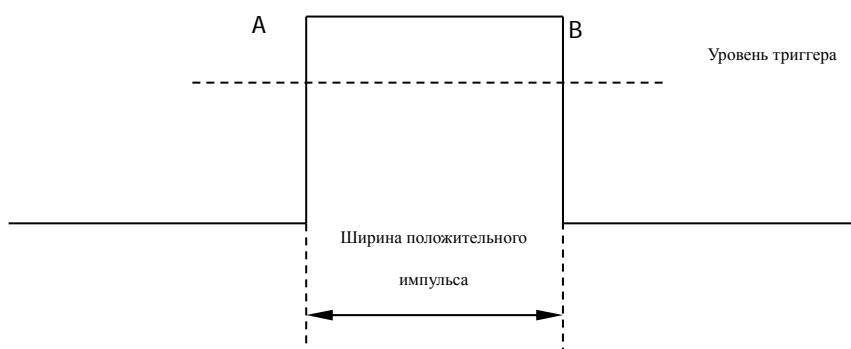 A
B
Уровень триггера
Ширина положительного
импульса